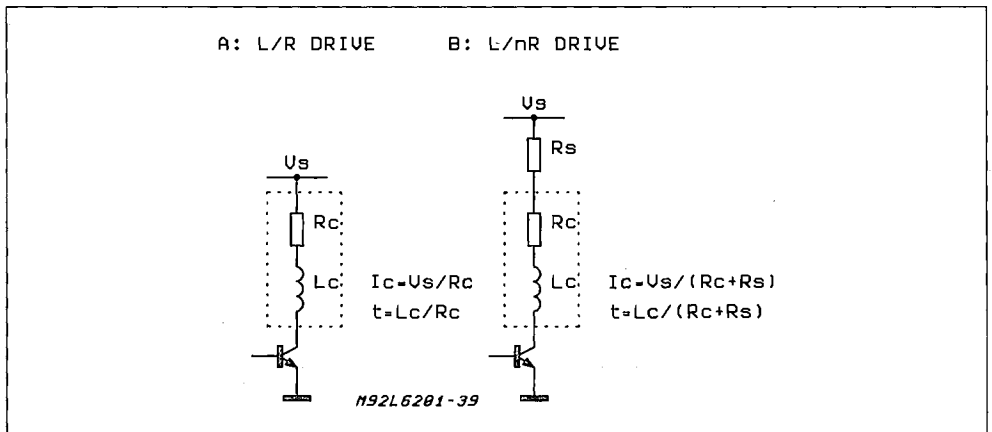 A: L/R DRIVE
B: L/nR DRIVE
Vs
Rc
Lc
Ic=Vs/Rc
t=Lc/Rc
Vs
Rs
Rc
Lc
Ic=Vs/(Rc+Rs)
t=Lc/(Rc+Rs)
M92L6201-39